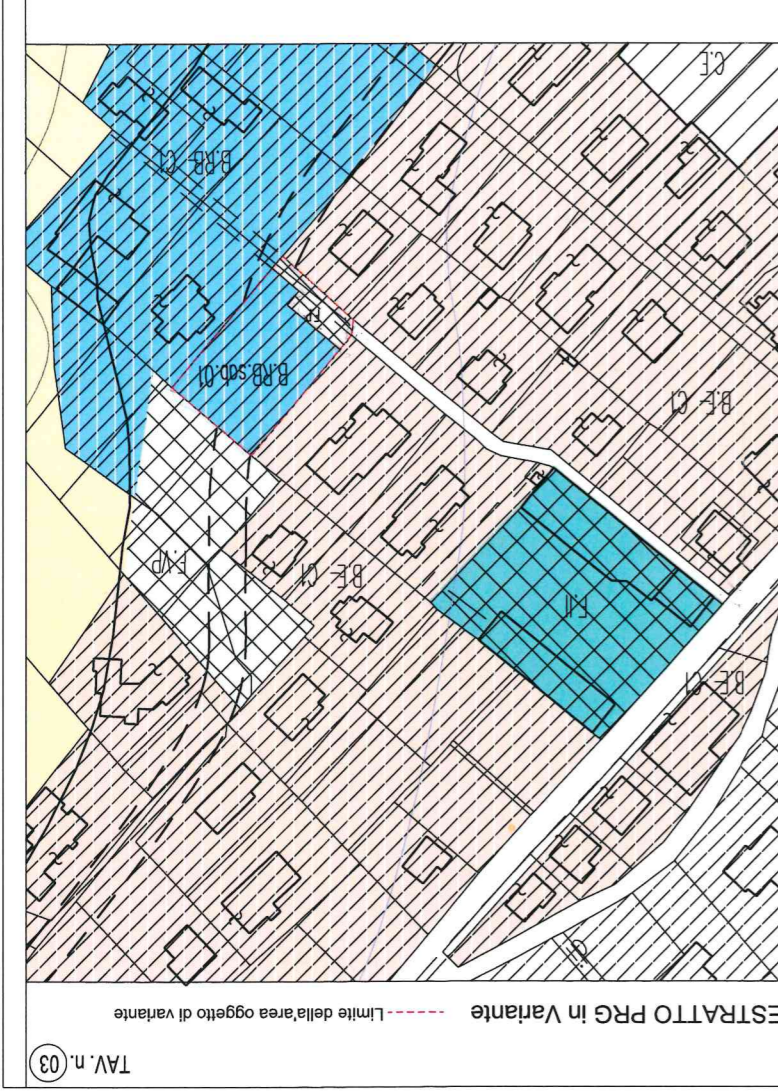 TAV. n. 03
ESTRATTO PRG in Variante ------ Limite dell'area oggetto di variante
B.E - C1
F.II
B.E - C1
F.VP
B.E - C1
B.RB.sab.01
B.RB - C1
C.E